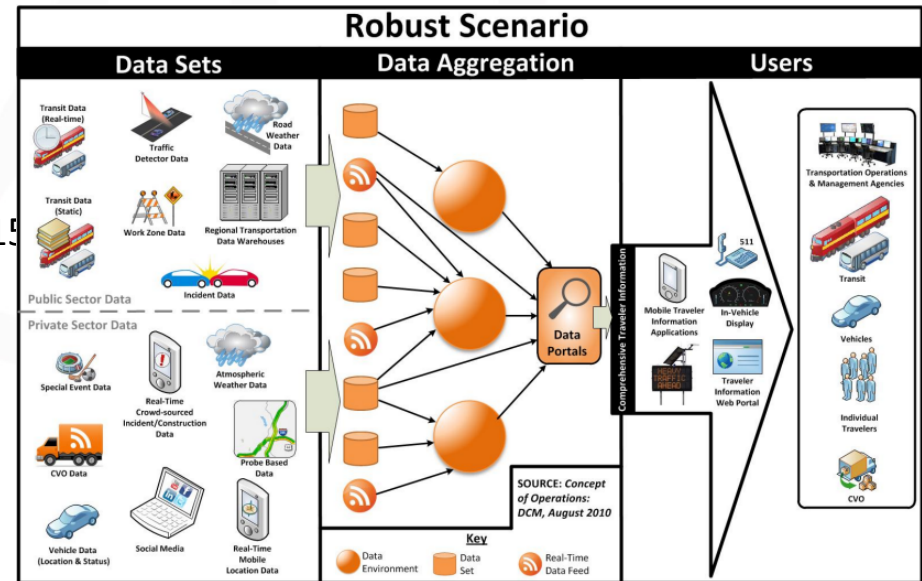 Robust Scenario
Data Sets
Data Aggregation
Users
Transit Data
(Real-time)
Traffic
Detector Data
Road
Weather
Data
Transit Data
(Static)
Work Zone Data
Regional Transportation
Data Warehouses
Incident Data
Public Sector Data
Private Sector Data
Special Event Data
Real-Time
Crowd-sourced
Incident/Construction
Data
Atmospheric
Weather Data
CVO Data
Probe Based
Data
Vehicle Data
(Location & Status)
Social Media
Real-Time
Mobile
Location Data
Data
Portals
SOURCE: Concept
of Operations:
DCM, August 2010
Key
Data
Environment
Data
Set
Real-Time
Data Feed
Comprehensive Traveler Information
511
Mobile Traveler
Information
Applications
In-Vehicle
Display
HEAVY
TRAFFIC
AHEAD
Traveler
Information
Web Portal
Transportation Operations
& Management Agencies
Transit
Vehicles
Individual
Travelers
CVO